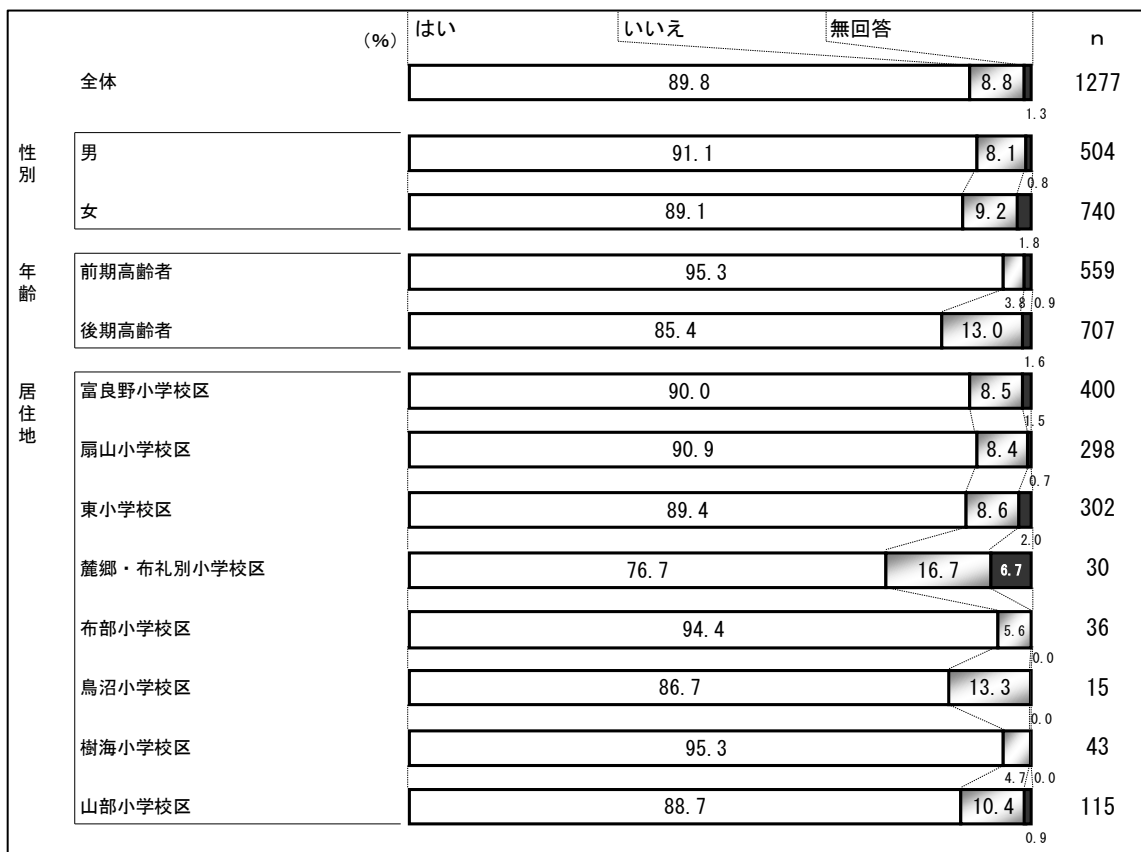 (%) はい いいえ 無回答 n
全体 89.8 8.8 1277
1.3
性別
男 91.1 8.1 504
0.8
女 89.1 9.2 740
1.8
年齢
前期高齢者 95.3 559
3.8 0.9
後期高齢者 85.4 13.0 707
1.6
居住地
富良野小学校区 90.0 8.5 400
1.5
扇山小学校区 90.9 8.4 298
0.7
東小学校区 89.4 8.6 302
2.0
麓郷・布礼別小学校区 76.7 16.7 6.7 30
布部小学校区 94.4 5.6 36
0.0
鳥沼小学校区 86.7 13.3 15
0.0
樹海小学校区 95.3 43
4.7 0.0
山部小学校区 88.7 10.4 115
0.9